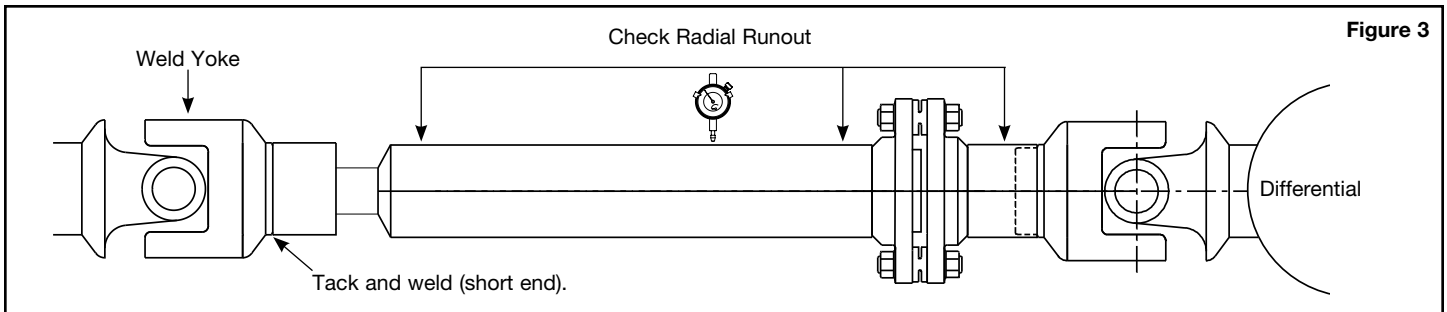 Figure 3
Check Radial Runout
Weld Yoke
Differential
Tack and weld (short end).